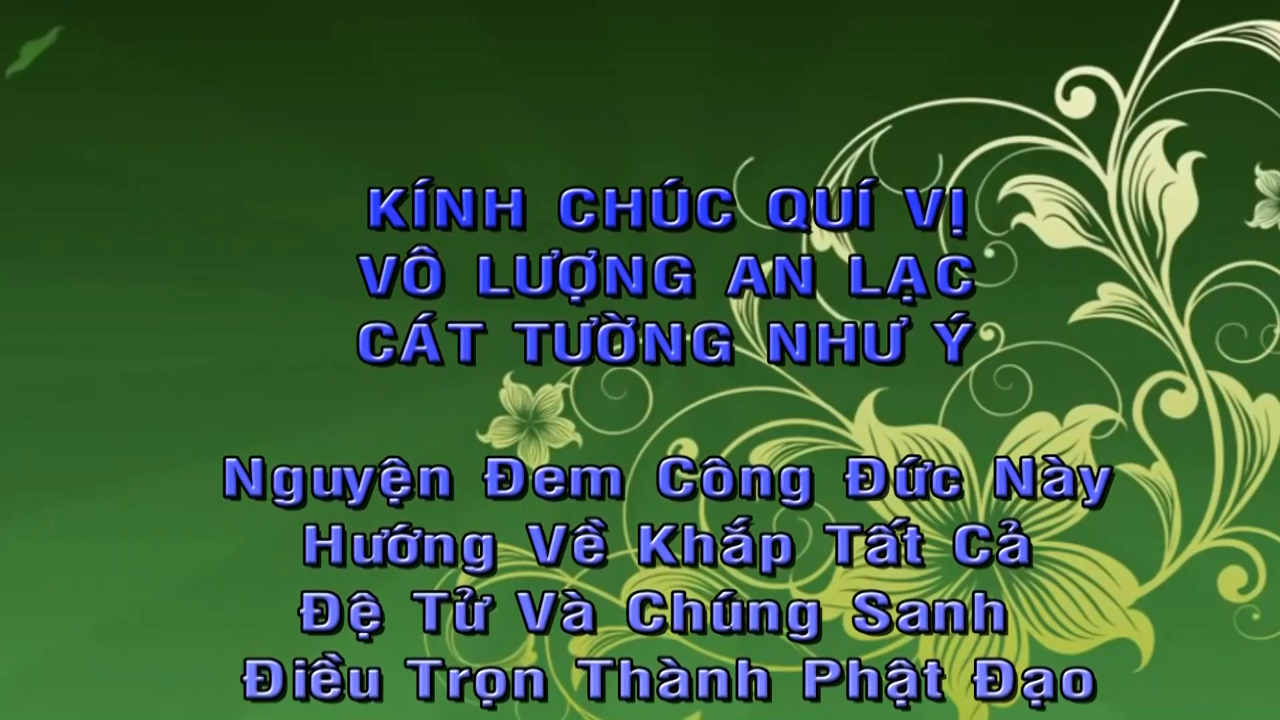 KÍNH CHÚC QUÍ VỊ
VÔ LƯỢNG AN LẠC
CÁT TƯỜNG NHƯ Ý
Nguyện Đem Công Đức Này
Hướng Về Khắp Tất Cả
Đệ Tử Và Chúng Sanh
Điều Trọn Thành Phật Đạo